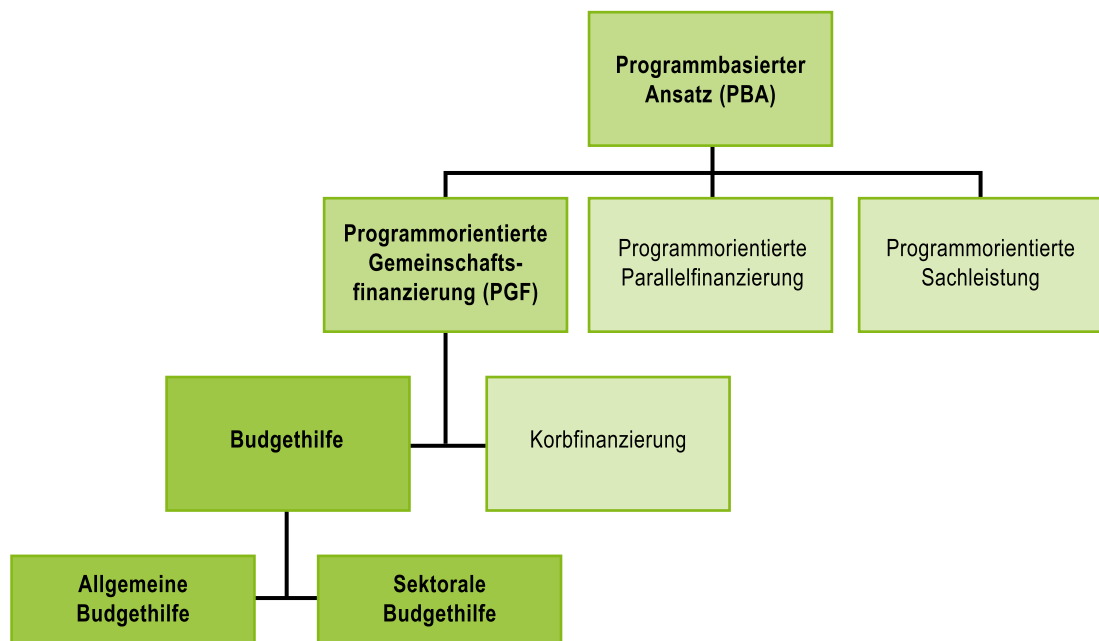 Programmbasierter
Ansatz (PBA)
Programmorientierte
Gemeinschafts-
finanzierung (PGF)
Programmorientierte
Parallelfinanzierung
Programmorientierte
Sachleistung
Budgethilfe
Korbfinanzierung
Allgemeine
Budgethilfe
Sektorale
Budgethilfe